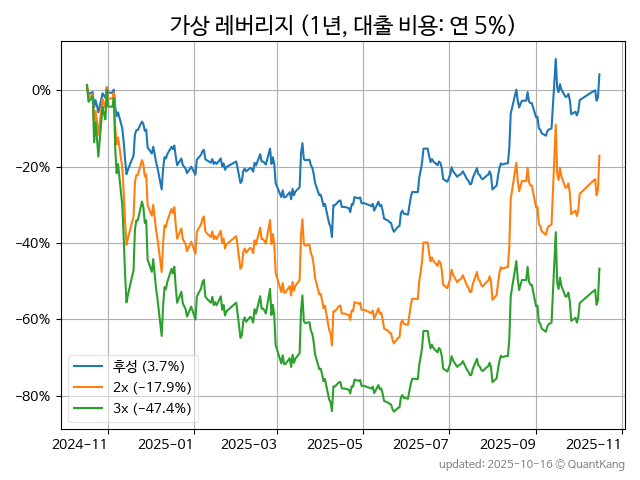 가상 레버리지 (1년, 대출 비용: 연 5%)
0%
−20%
−40%
−60%
−80%
후성 (3.7%)
2x (−17.9%)
3x (−47.4%)
2024−11 2025−01 2025−03 2025−05 2025−07 2025−09 2025−11
updated: 2025-10-16 © QuantKang